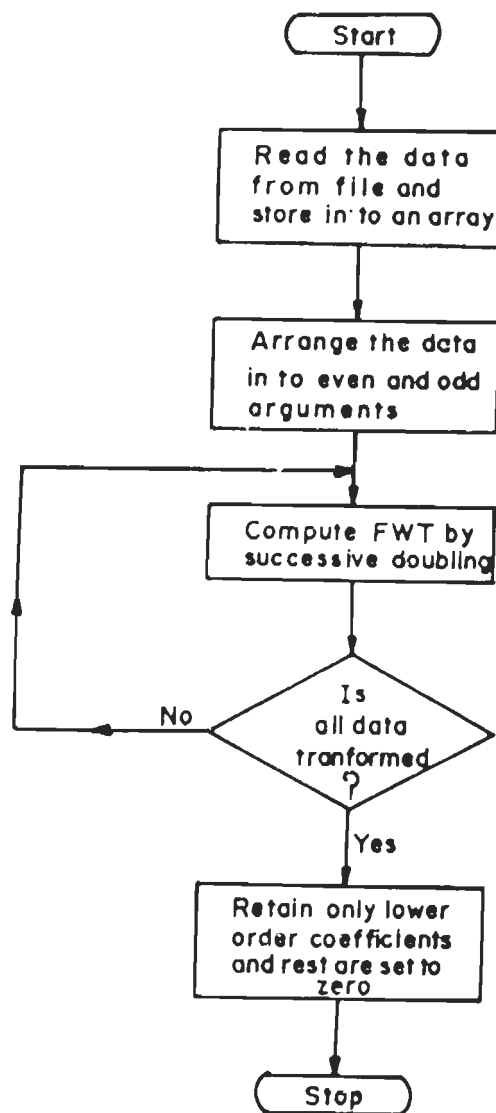 Start
Read the data
from file and
store in to an array
Arrange the data
in to even and odd
arguments
Compute FWT by
successive doubling
Is
all data
tranformed
?
No
Yes
Retain only lower
order coefficients
and rest are set to
zero
Stop